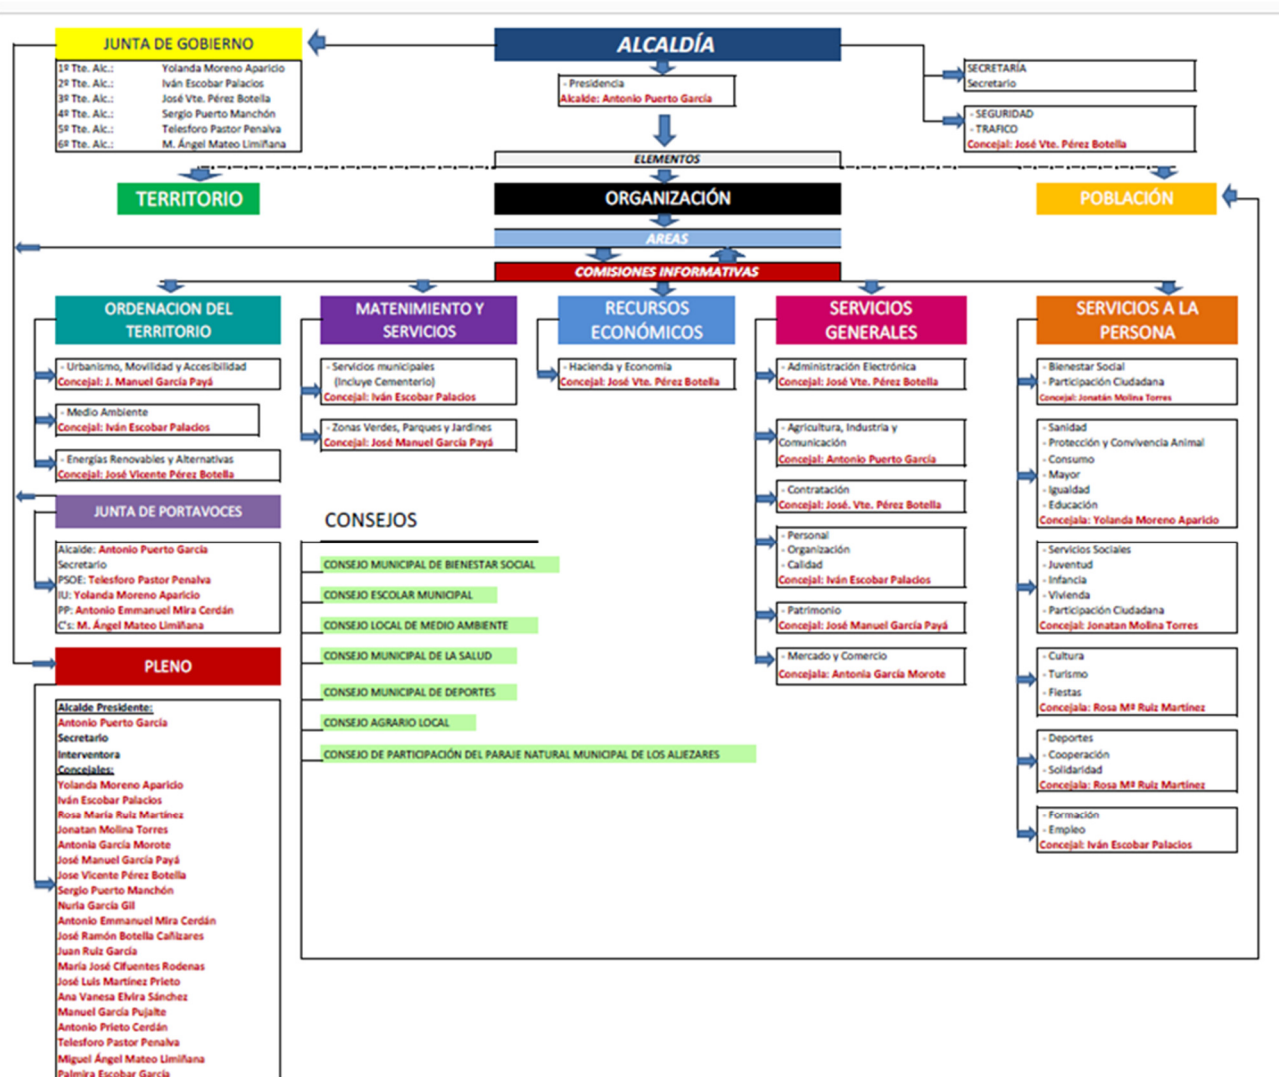 JUNTA DE GOBIERNO
1º Tte. Alc.: Yolanda Moreno Aparicio
2º Tte. Alc.: Iván Escobar Palacios
3º Tte. Alc.: José Vte. Pérez Botella
4º Tte. Alc.: Sergio Puerto Manchón
5º Tte. Alc.: Telesforo Pastor Penalva
6º Tte. Alc.: M. Ángel Mateo Limiñana
ALCALDÍA
- Presidencia
Alcalde: Antonio Puerto García
SECRETARÍA
Secretario
- SEGURIDAD
- TRAFICO
Concejal: José Vte. Pérez Botella
ELEMENTOS
TERRITORIO
ORGANIZACIÓN
POBLACIÓN
AREAS
COMISIONES INFORMATIVAS
ORDENACION DEL
TERRITORIO
- Urbanismo, Movilidad y Accesibilidad
Concejal: J. Manuel García Payá
- Medio Ambiente
Concejal: Iván Escobar Palacios
- Energías Renovables y Alternativas
Concejal: José Vicente Pérez Botella
MATENIMIENTO Y
SERVICIOS
- Servicios municipales
(Incluye Cementerio)
Concejal: Iván Escobar Palacios
- Zonas Verdes, Parques y Jardines
Concejal: José Manuel García Payá
RECURSOS
ECONÓMICOS
- Hacienda y Economía
Concejal: José Vte. Pérez Botella
SERVICIOS
GENERALES
- Administración Electrónica
Concejal: José Vte. Pérez Botella
- Agricultura, Industria y
Comunicación
Concejal: Antonio Puerto García
- Contratación
Concejal: José. Vte. Pérez Botella
- Personal
- Organización
- Calidad
Concejal: Iván Escobar Palacios
- Patrimonio
Concejal: José Manuel García Payá
- Mercado y Comercio
Concejala: Antonia García Morote
SERVICIOS A LA
PERSONA
- Bienestar Social
- Participación Ciudadana
Concejal: Jonatán Molina Torres
- Sanidad
- Protección y Convivencia Animal
- Consumo
- Mayor
- Igualdad
- Educación
Concejala: Yolanda Moreno Aparicio
- Servicios Sociales
- Juventud
- Infancia
- Vivienda
- Participación Ciudadana
Concejal: Jonatan Molina Torres
- Cultura
- Turismo
- Fiestas
Concejala: Rosa Mª Ruiz Martínez
- Deportes
- Cooperación
- Solidaridad
Concejala: Rosa Mª Ruiz Martínez
- Formación
- Empleo
Concejal: Iván Escobar Palacios
JUNTA DE PORTAVOCES
Alcalde: Antonio Puerto García
Secretario
PSOE: Telesforo Pastor Penalva
IU: Yolanda Moreno Aparicio
PP: Antonio Emmanuel Mira Cerdán
C's: M. Ángel Mateo Limiñana
CONSEJOS
CONSEJO MUNICIPAL DE BIENESTAR SOCIAL
CONSEJO ESCOLAR MUNICIPAL
CONSEJO LOCAL DE MEDIO AMBIENTE
CONSEJO MUNICIPAL DE LA SALUD
CONSEJO MUNICIPAL DE DEPORTES
CONSEJO AGRARIO LOCAL
CONSEJO DE PARTICIPACIÓN DEL PARAJE NATURAL MUNICIPAL DE LOS ALJEZARES
PLENO
Alcalde Presidente:
Antonio Puerto García
Secretario
Interventora
Concejales:
Yolanda Moreno Aparicio
Iván Escobar Palacios
Rosa María Ruiz Martínez
Jonatan Molina Torres
Antonia García Morote
José Manuel García Payá
Jose Vicente Pérez Botella
Sergio Puerto Manchón
Nuria García Gil
Antonio Emmanuel Mira Cerdán
José Ramón Botella Cañizares
Juan Ruiz García
María José Cifuentes Rodenas
José Luis Martínez Prieto
Ana Vanesa Elvira Sánchez
Manuel García Pujalte
Antonio Prieto Cerdán
Telesforo Pastor Penalva
Miguel Ángel Mateo Limiñana
Palmira Escobar García